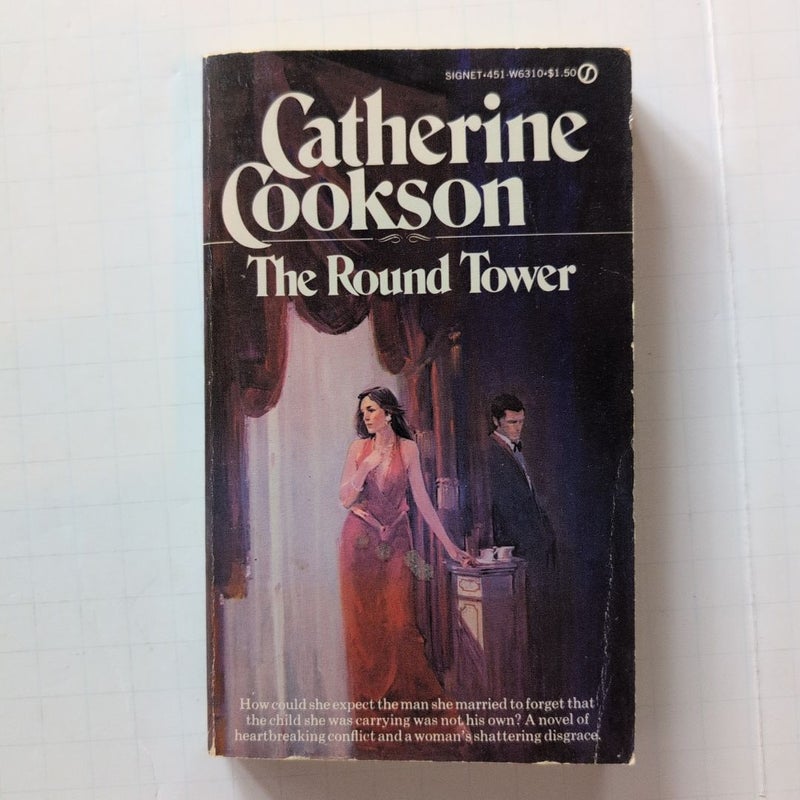 SIGNET•451-W6310•$1.50
Catherine
Cookson
The Round Tower
How could she expect the man she married to forget that
the child she was carrying was not his own? A novel of
heartbreaking conflict and a woman's shattering disgrace.